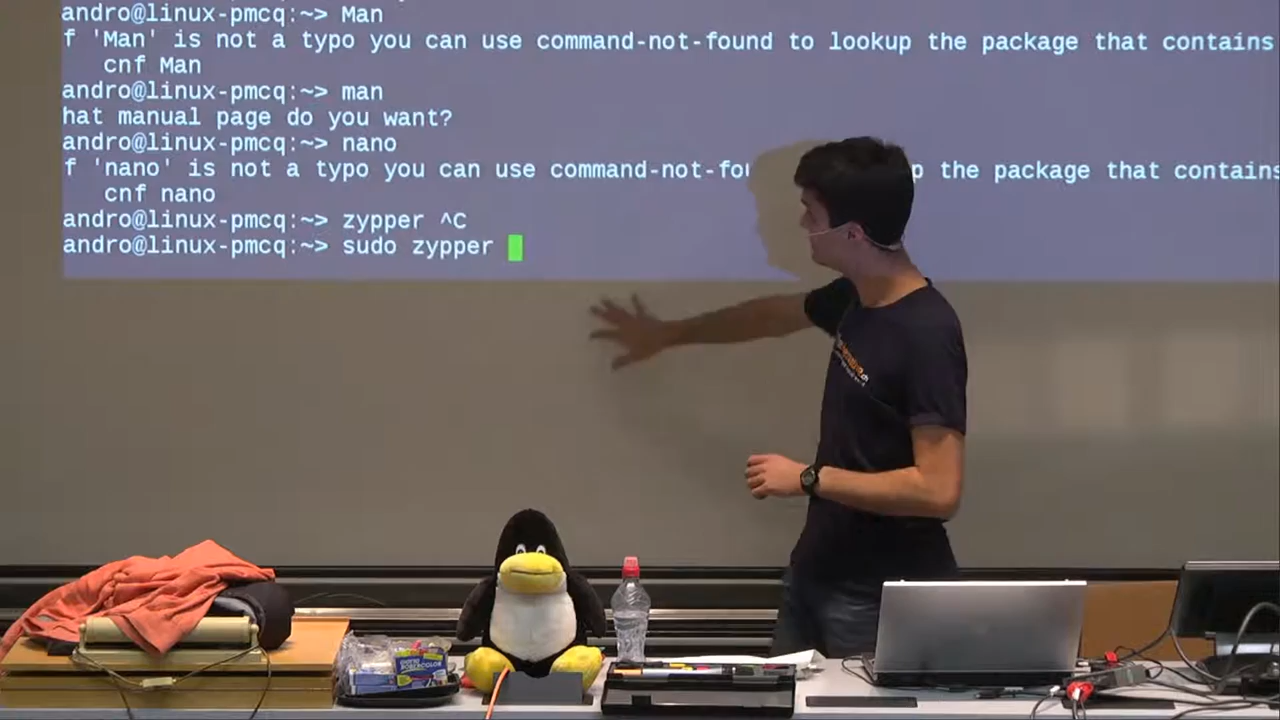 andro@linux-pmcq:~> Man
f 'Man' is not a typo you can use command-not-found to lookup the package that contains
cnf Man
andro@linux-pmcq:~> man
hat manual page do you want?
andro@linux-pmcq:~> nano
f 'nano' is not a typo you can use command-not-fou p the package that contains
cnf nano
andro@linux-pmcq:~> zypper ^C
andro@linux-pmcq:~> sudo zypper